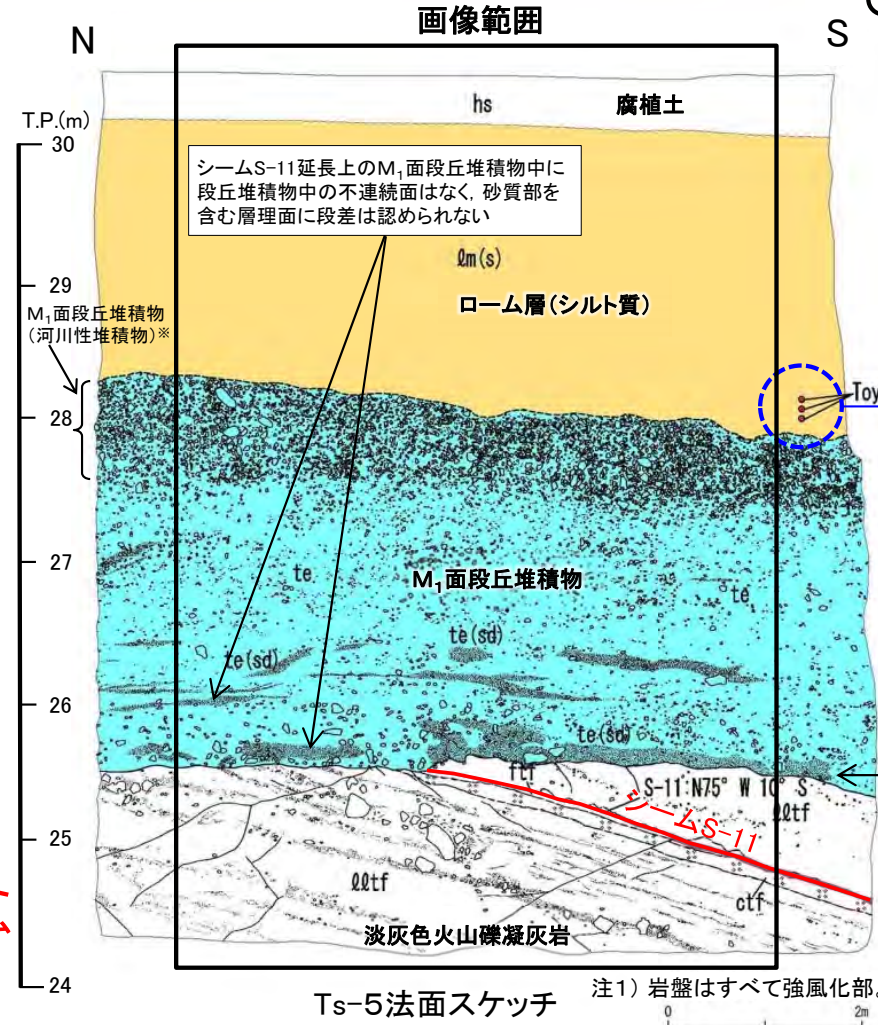 画像範囲
N
S
hs
腐植土
T.P.(m)
30
シームS-11延長上のM₁面段丘堆積物中に
段丘堆積物中の不連続面はなく, 砂質部を
含む層理面に段差は認められない
ℓm(s)
29
ローム層(シルト質)
M₁面段丘堆積物
(河川性堆積物)※
Toy
28
27
te
M₁面段丘堆積物
te
te(sd)
te(sd)
26
te(sd)
ftf
S-11 N75° W 10° S
シームS-11
ℓℓtf
25
ℓℓtf
ctf
淡灰色火山礫凝灰岩
24
Ts-5法面スケッチ
注1) 岩盤はすべて強風化部。
0
2m